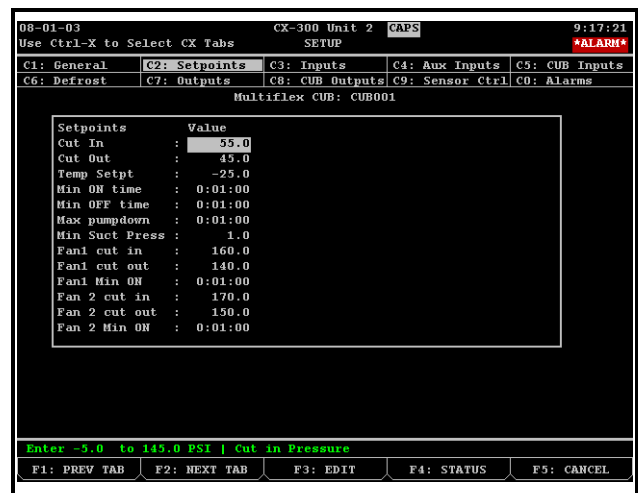 08-01-03 CX-300 Unit 2 CAPS 9:17:21
Use Ctrl-X to Select CX Tabs SETUP *ALARM*
C1: General C2: Setpoints C3: Inputs C4: Aux Inputs C5: CUB Inputs
C6: Defrost C7: Outputs C8: CUB Outputs C9: Sensor Ctrl C0: Alarms
Multiflex CUB: CUB001
Setpoints Value
Cut In : 55.0
Cut Out : 45.0
Temp Setpt : -25.0
Min ON time : 0:01:00
Min OFF time : 0:01:00
Max pumpdown : 0:01:00
Min Suct Press : 1.0
Fan1 cut in : 160.0
Fan1 cut out : 140.0
Fan1 Min ON : 0:01:00
Fan 2 cut in : 170.0
Fan 2 cut out : 150.0
Fan 2 Min ON : 0:01:00
Enter -5.0 to 145.0 PSI | Cut in Pressure
F1: PREV TAB F2: NEXT TAB F3: EDIT F4: STATUS F5: CANCEL